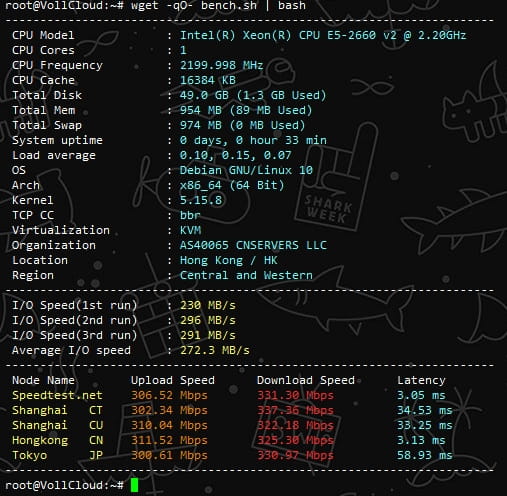 root@VollCloud:~# wget -qO- bench.sh | bash
----------------------------------------------------------------------
CPU Model : Intel(R) Xeon(R) CPU E5-2660 v2 @ 2.20GHz
CPU Cores : 1
CPU Frequency : 2199.998 MHz
CPU Cache : 16384 KB
Total Disk : 49.0 GB (1.3 GB Used)
Total Mem : 954 MB (89 MB Used)
Total Swap : 974 MB (0 MB Used)
System uptime : 0 days, 0 hour 33 min
Load average : 0.10, 0.15, 0.07
OS : Debian GNU/Linux 10
Arch : x86_64 (64 Bit)
Kernel : 5.15.8
TCP CC : bbr
Virtualization : KVM
Organization : AS40065 CNSERVERS LLC
Location : Hong Kong / HK
Region : Central and Western
SHARK
WEEK
----------------------------------------------------------------------
I/O Speed(1st run) : 230 MB/s
I/O Speed(2nd run) : 296 MB/s
I/O Speed(3rd run) : 291 MB/s
Average I/O speed : 272.3 MB/s
----------------------------------------------------------------------
Node Name Upload Speed Download Speed Latency
Speedtest.net 306.52 Mbps 331.30 Mbps 3.05 ms
Shanghai CT 302.34 Mbps 337.36 Mbps 34.53 ms
Shanghai CU 310.04 Mbps 322.18 Mbps 33.25 ms
Hongkong CN 311.52 Mbps 325.30 Mbps 3.13 ms
Tokyo JP 300.61 Mbps 330.97 Mbps 58.93 ms
----------------------------------------------------------------------
root@VollCloud:~#